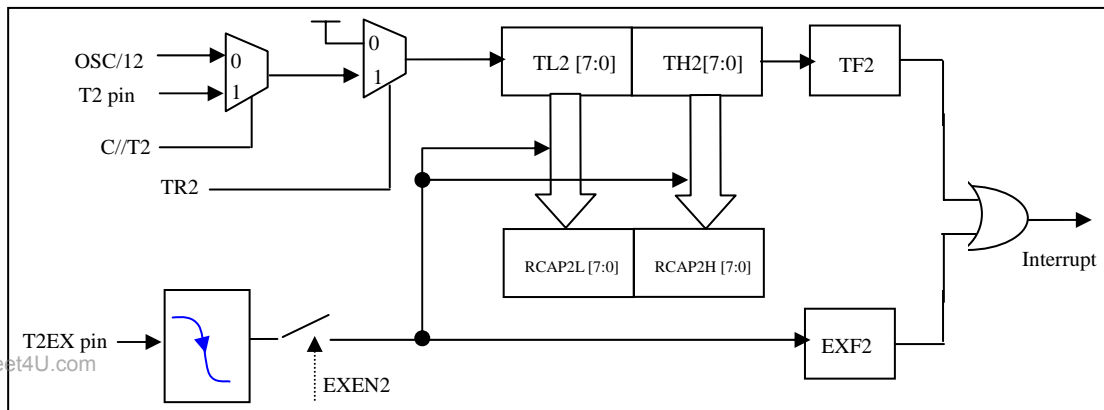 OSC/12
0
0
TL2 [7:0]
TH2[7:0]
TF2
T2 pin
1
1
C//T2
TR2
RCAP2L [7:0]
RCAP2H [7:0]
Interrupt
T2EX pin
EXF2
eet4U.com
EXEN2